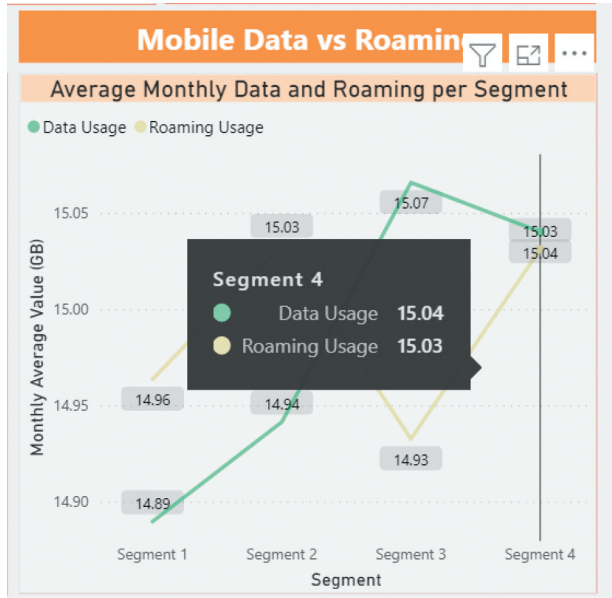 Mobile Data vs Roamin
Average Monthly Data and Roaming per Segment
Data Usage Roaming Usage
Monthly Average Value (GB)
15.05
15.00
14.95
14.90
14.96
14.89
15.03
14.94
15.07
14.93
15.03
15.04
Segment 4
Data Usage 15.04
Roaming Usage 15.03
Segment 1 Segment 2 Segment 3 Segment 4
Segment